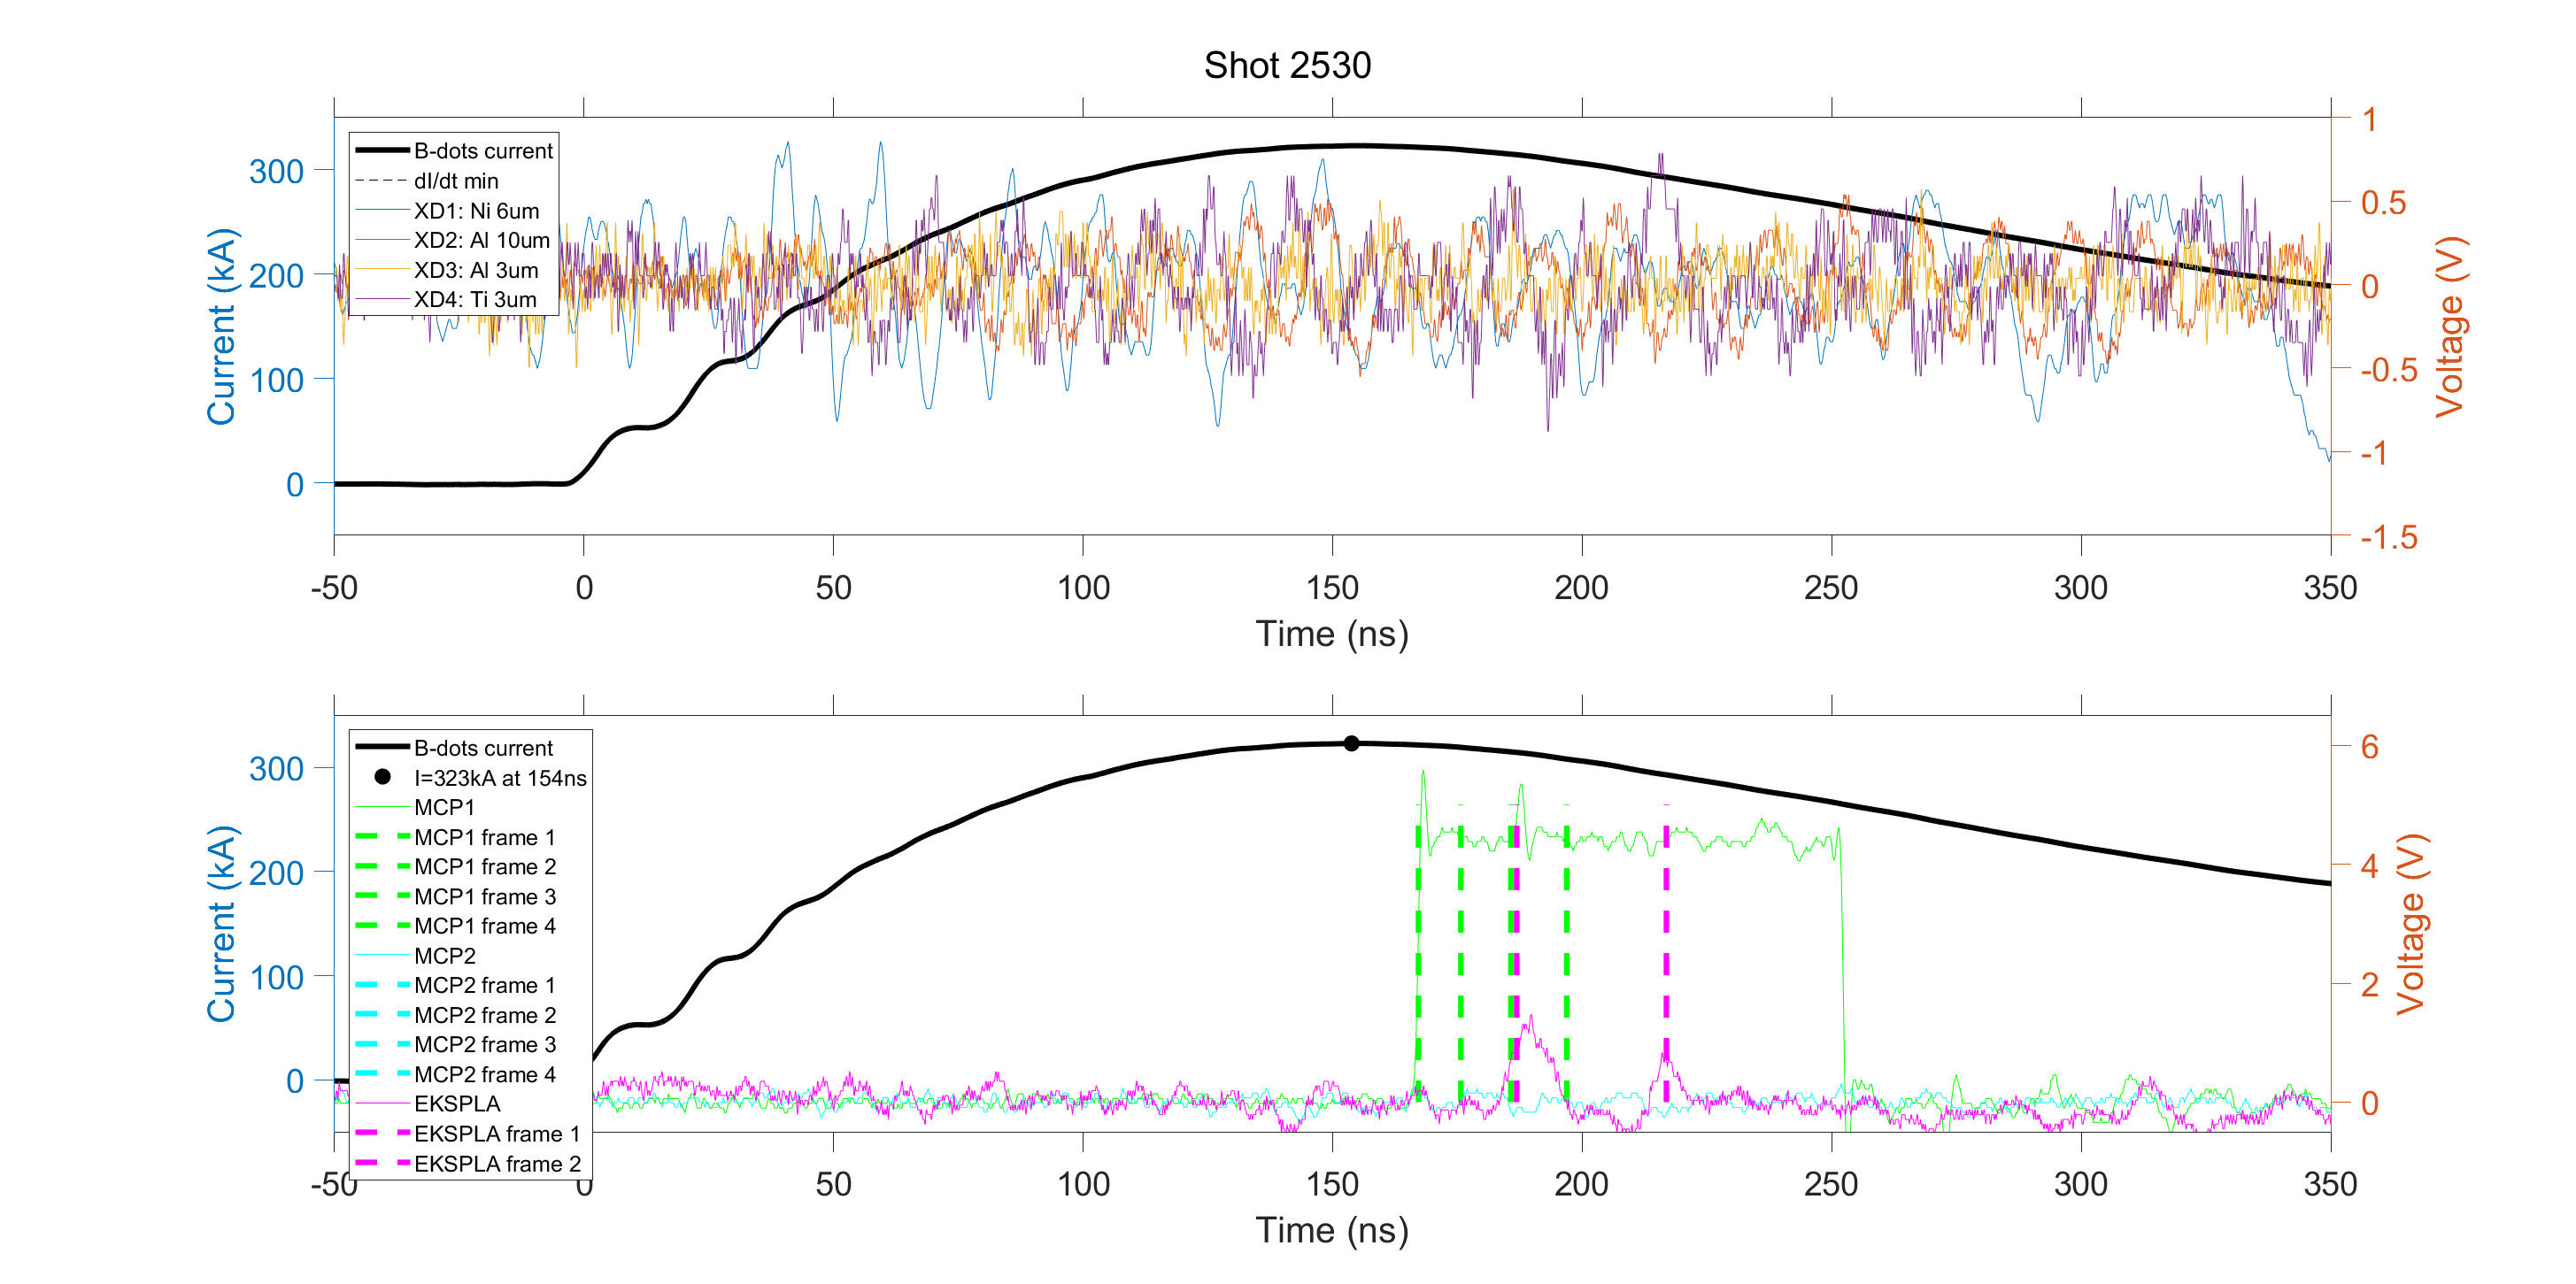 Shot 2530
B-dots current
dI/dt min
XD1: Ni 6um
XD2: Al 10um
XD3: Al 3um
XD4: Ti 3um
300
200
100
0
Current (kA)
1
0.5
0
-0.5
-1
-1.5
Voltage (V)
-50 0 50 100 150 200 250 300 350
Time (ns)
B-dots current
I=323kA at 154ns
MCP1
MCP1 frame 1
MCP1 frame 2
MCP1 frame 3
MCP1 frame 4
MCP2
MCP2 frame 1
MCP2 frame 2
MCP2 frame 3
MCP2 frame 4
EKSPLA
EKSPLA frame 1
EKSPLA frame 2
300
200
100
0
Current (kA)
6
4
2
0
Voltage (V)
-50 0 50 100 150 200 250 300 350
Time (ns)